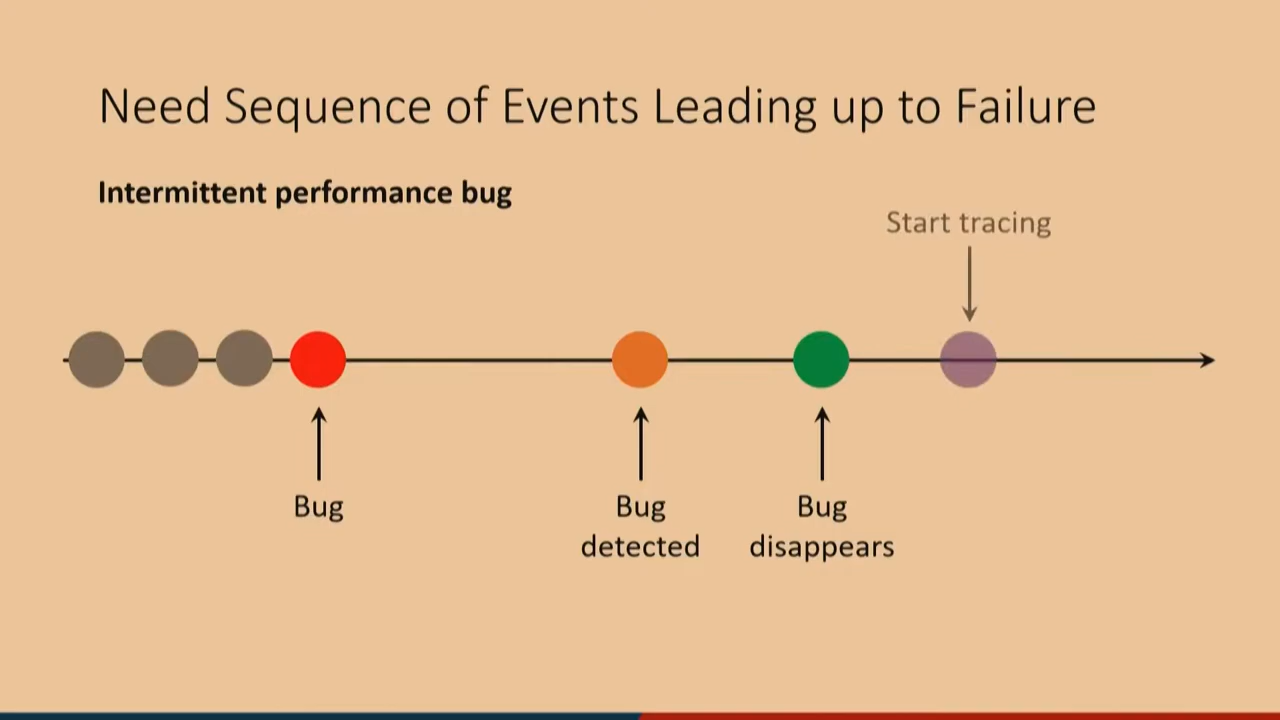 Need Sequence of Events Leading up to Failure
Intermittent performance bug
Start tracing
Bug
Bug
detected
Bug
disappears